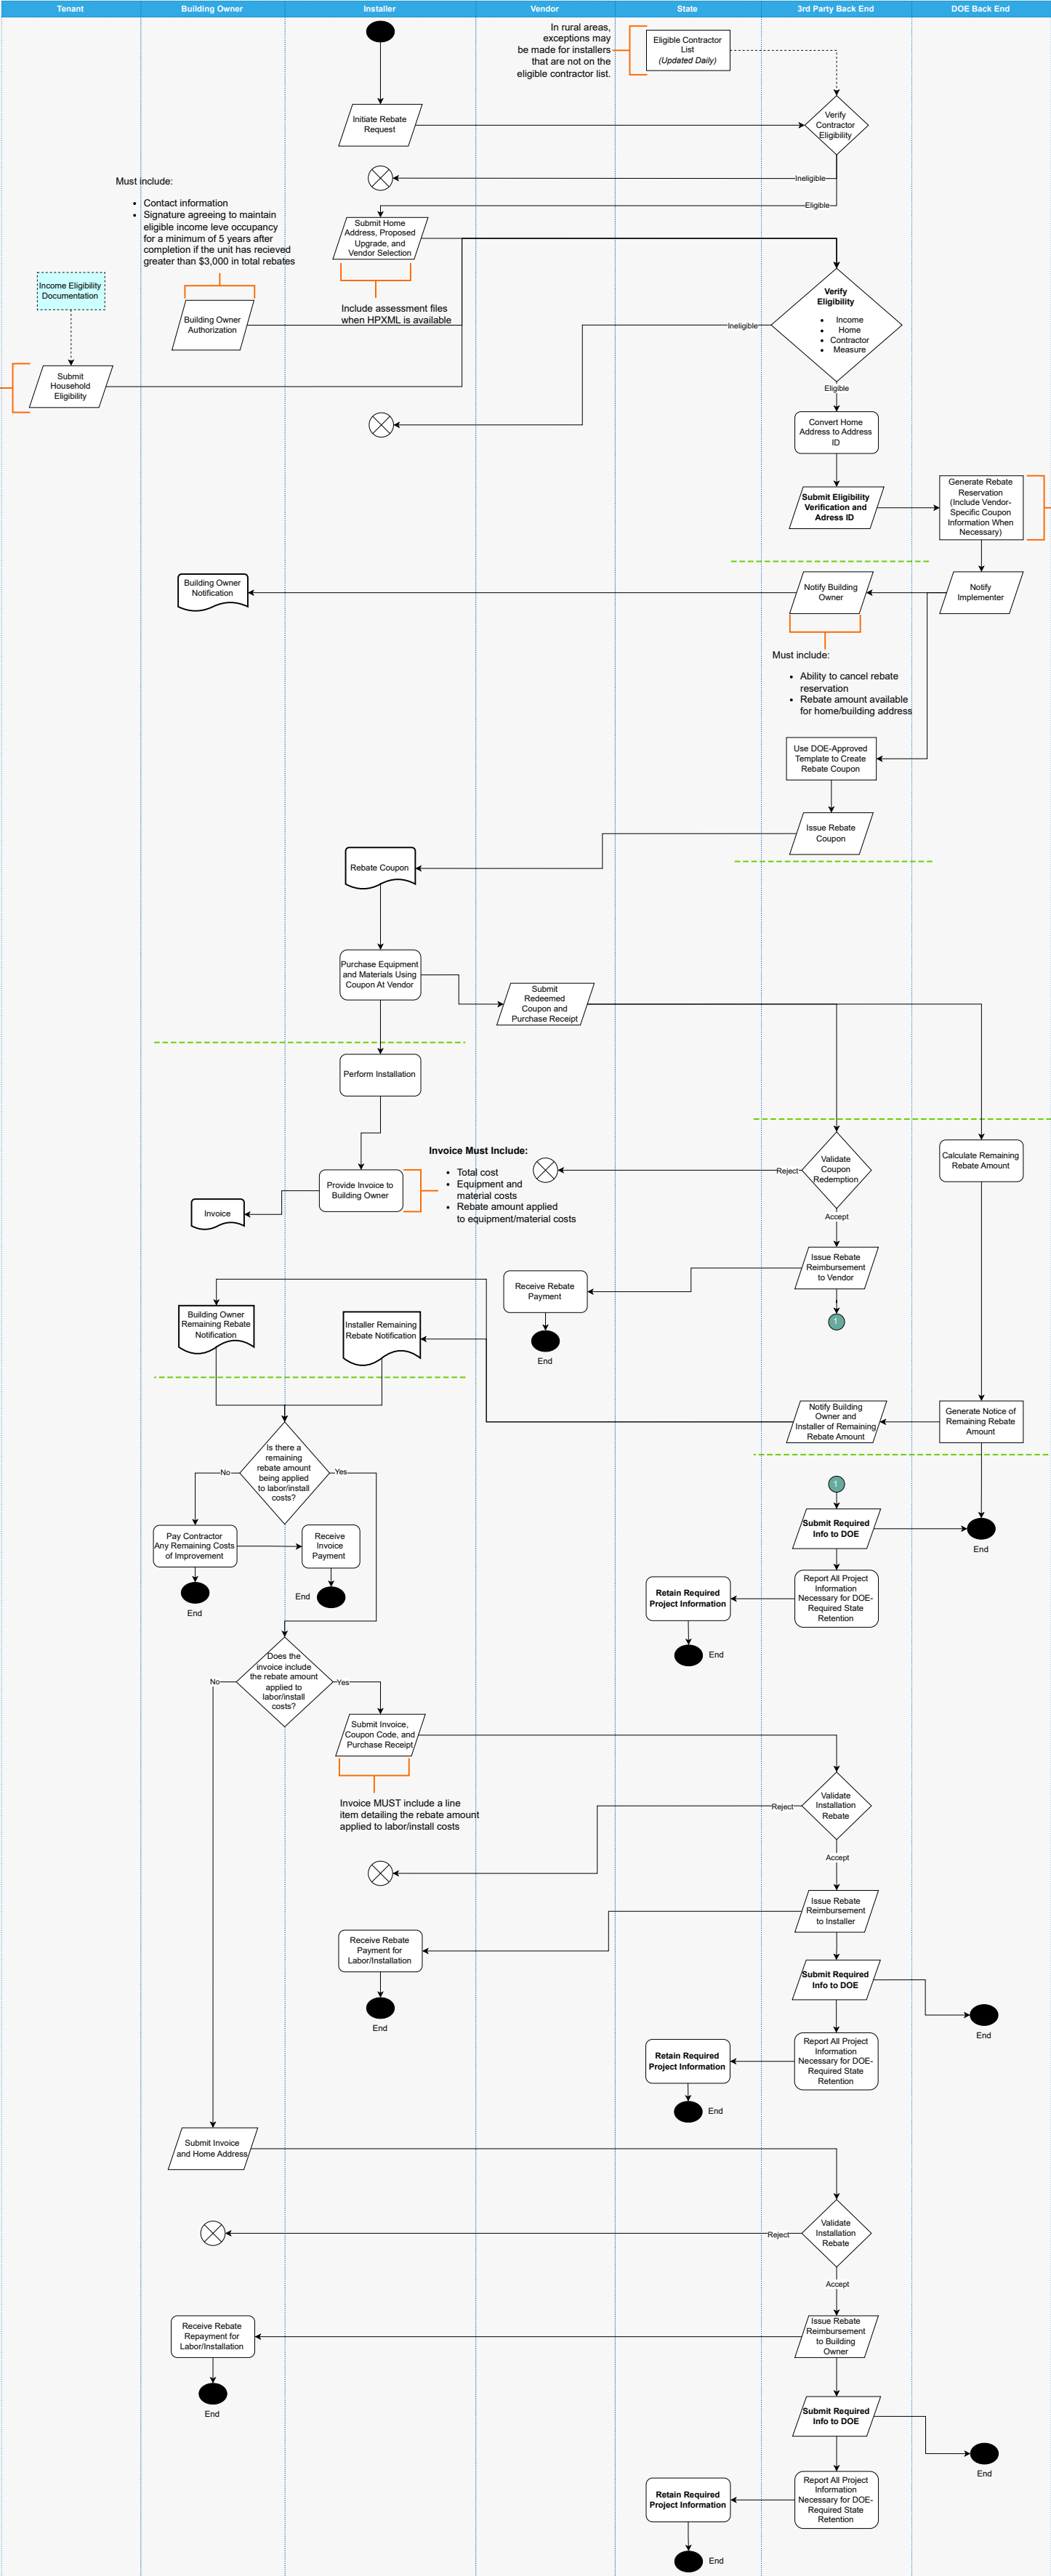 Tenant
Building Owner
Installer
Vendor
State
3rd Party Back End
DOE Back End
In rural areas,
exceptions may
be made for installers
that are not on the
eligible contractor list.
Eligible Contractor
List
(Updated Daily)
Initiate Rebate
Request
Verify
Contractor
Eligibility
Ineligible
Eligible
Must include:
• Contact information
• Signature agreeing to maintain
eligible income leve occupancy
for a minimum of 5 years after
completion if the unit has recieved
greater than $3,000 in total rebates
Submit Home
Address, Proposed
Upgrade, and
Vendor Selection
Include assessment files
when HPXML is available
Income Eligibility
Documentation
Building Owner
Authorization
Submit
Household
Eligibility
Verify
Eligibility
• Income
• Home
• Contractor
• Measure
Ineligible
Eligible
Convert Home
Address to Address
ID
Submit Eligibility
Verification and
Adress ID
Generate Rebate
Reservation
(Include Vendor-
Specific Coupon
Information When
Necessary)
Building Owner
Notification
Notify Building
Owner
Notify
Implementer
Must include:
• Ability to cancel rebate
reservation
• Rebate amount available
for home/building address
Use DOE-Approved
Template to Create
Rebate Coupon
Issue Rebate
Coupon
Rebate Coupon
Purchase Equipment
and Materials Using
Coupon At Vendor
Submit
Redeemed
Coupon and
Purchase Receipt
Perform Installation
Invoice Must Include:
• Total cost
• Equipment and
material costs
• Rebate amount applied
to equipment/material costs
Provide Invoice to
Building Owner
Invoice
Reject
Validate
Coupon
Redemption
Calculate Remaining
Rebate Amount
Accept
Issue Rebate
Reimbursement
to Vendor
Receive Rebate
Payment
1
End
Building Owner
Remaining Rebate
Notification
Installer Remaining
Rebate Notification
Notify Building
Owner and
Installer of Remaining
Rebate Amount
Generate Notice of
Remaining Rebate
Amount
Is there a
remaining
rebate amount
being applied
to labor/install
costs?
No
Yes
1
Submit Required
Info to DOE
End
Pay Contractor
Any Remaining Costs
of Improvement
Receive
Invoice
Payment
End
End
Report All Project
Information
Necessary for DOE-
Required State
Retention
Retain Required
Project Information
End
Does the
invoice include
the rebate amount
applied to
labor/install
costs?
No
Yes
Submit Invoice,
Coupon Code, and
Purchase Receipt
Invoice MUST include a line
item detailing the rebate amount
applied to labor/install costs
Reject
Validate
Installation
Rebate
Accept
Issue Rebate
Reimbursement
to Installer
Receive Rebate
Payment for
Labor/Installation
End
Submit Required
Info to DOE
End
Report All Project
Information
Necessary for DOE-
Required State
Retention
Retain Required
Project Information
End
Submit Invoice
and Home Address
Reject
Validate
Installation
Rebate
Accept
Issue Rebate
Reimbursement
to Building
Owner
Receive Rebate
Repayment for
Labor/Installation
End
Submit Required
Info to DOE
End
Report All Project
Information
Necessary for DOE-
Required State
Retention
Retain Required
Project Information
End